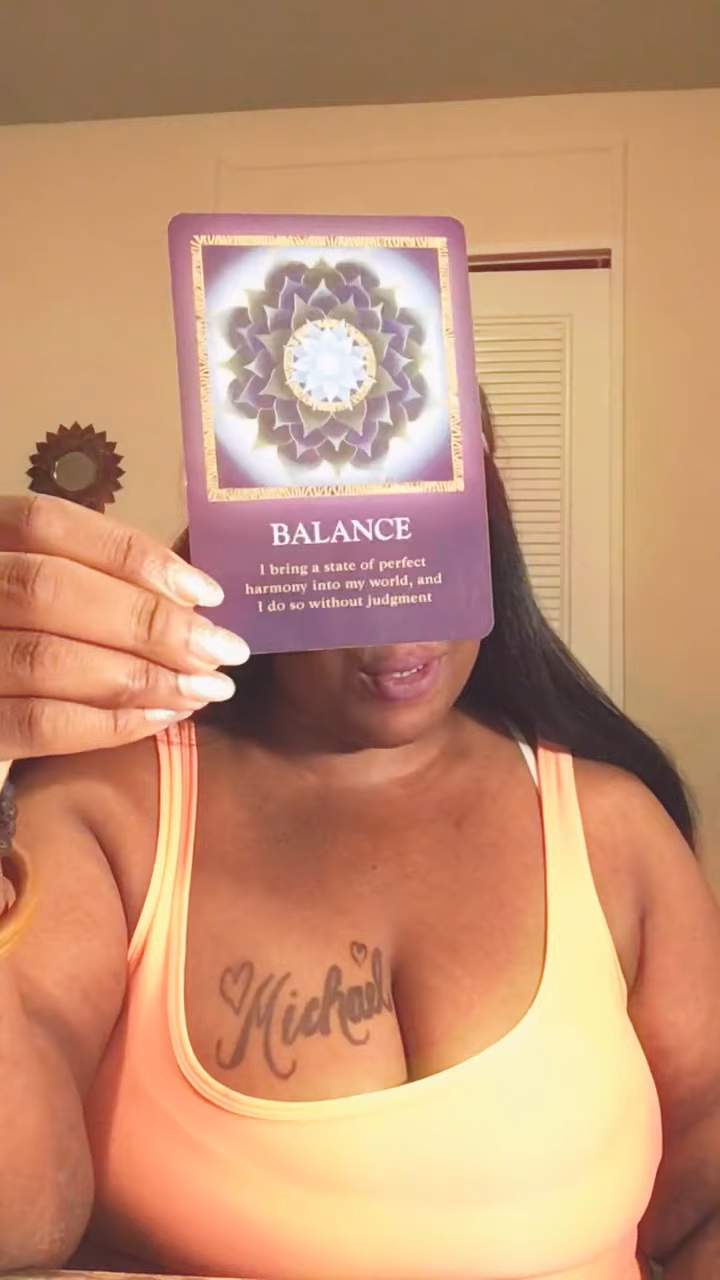 BALANCE
I bring a state of perfect
harmony into my world, and
I do so without judgment
Michael